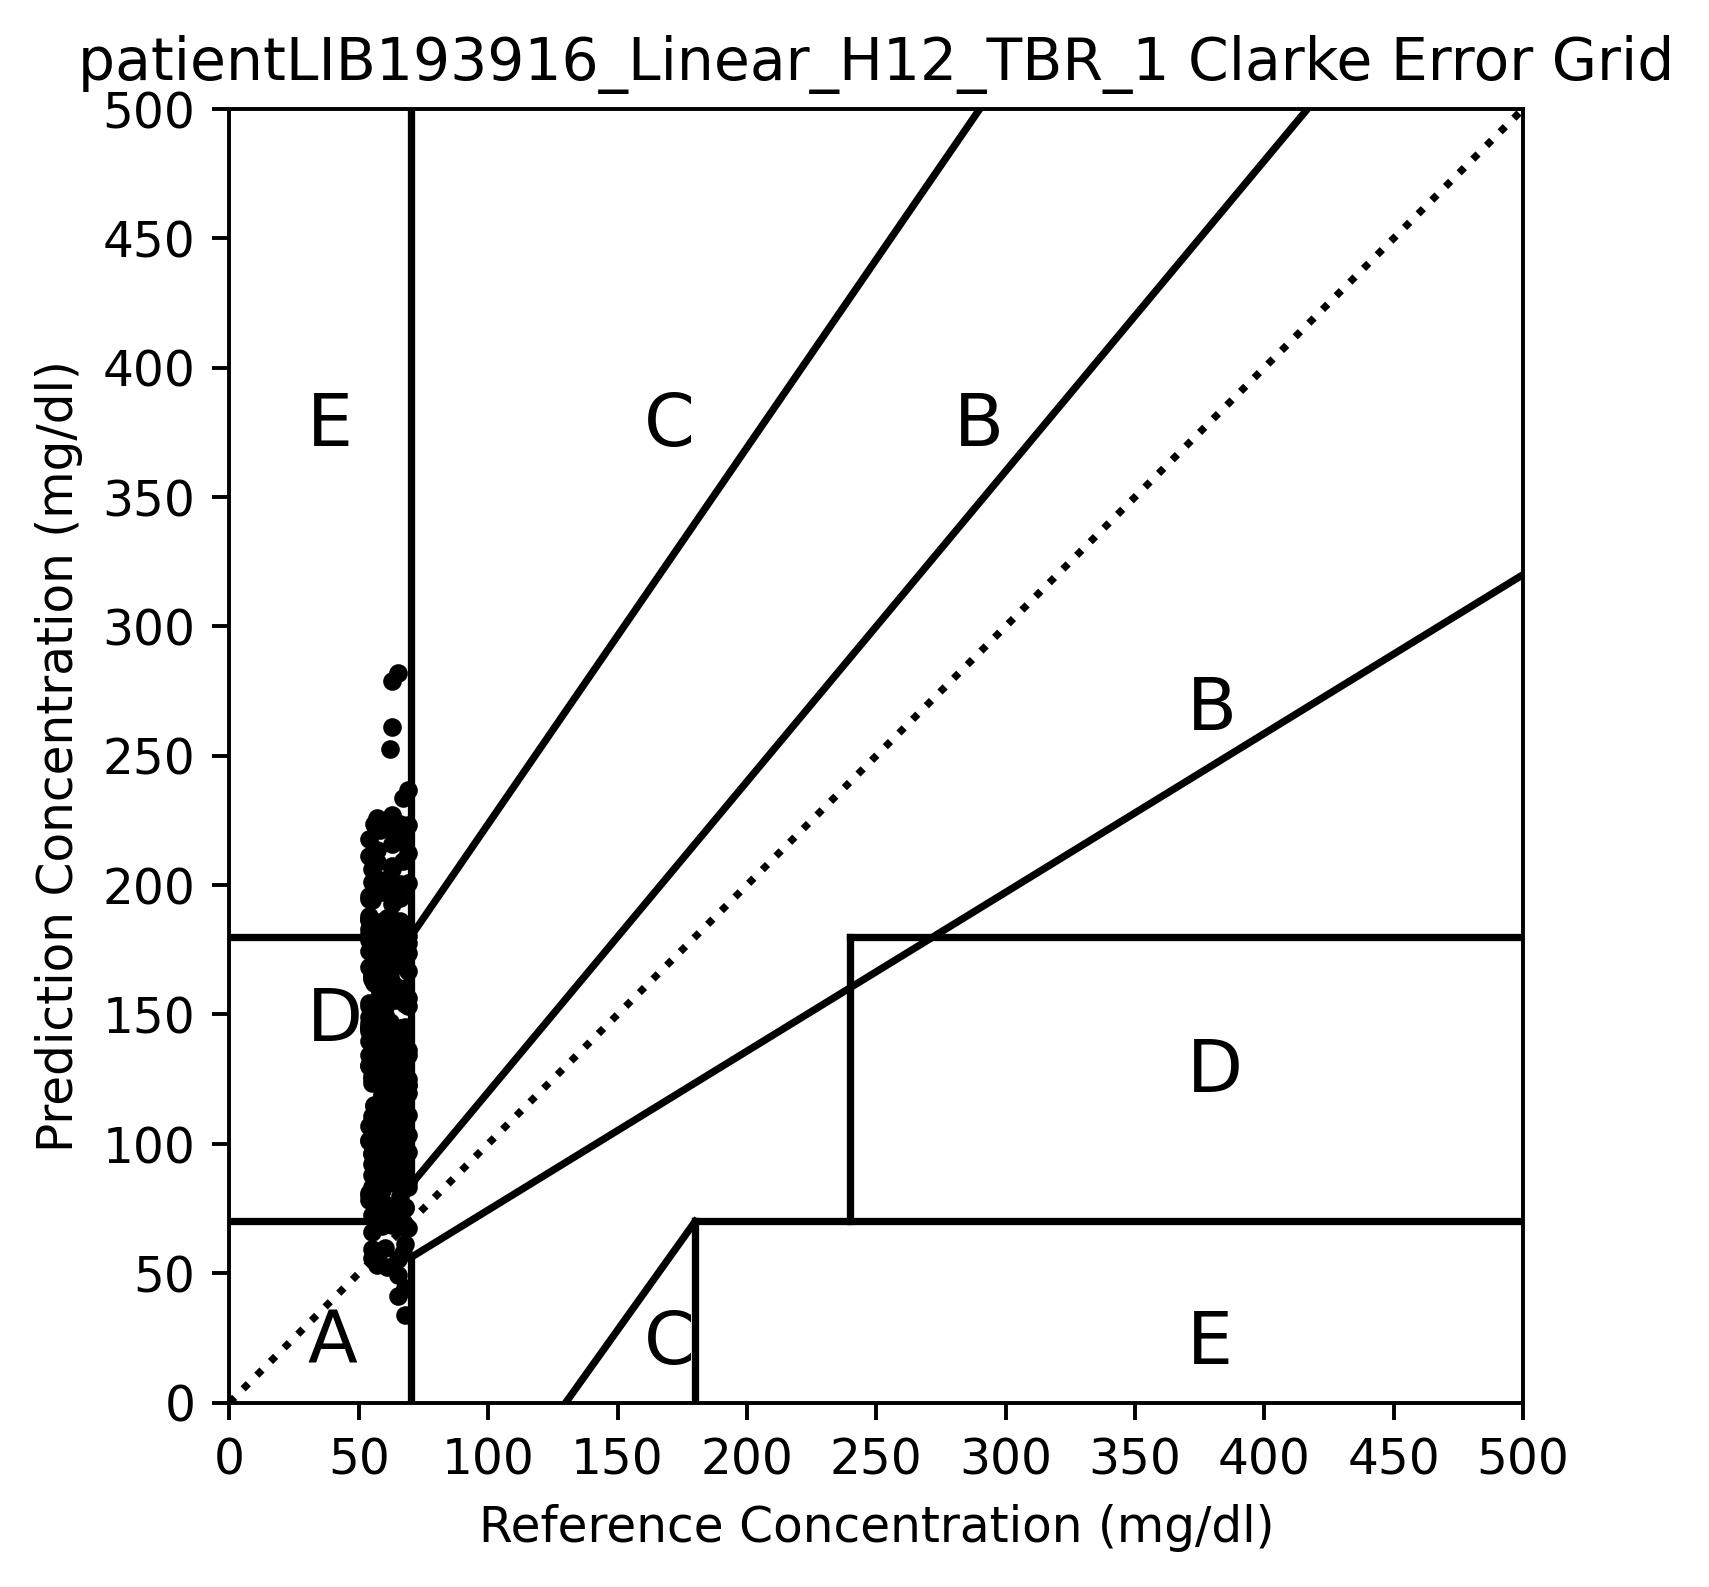 patientLIB193916_Linear_H12_TBR_1 Clarke Error Grid
500
450
400
350
300
250
200
150
100
50
0
Prediction Concentration (mg/dl)
E
C
B
B
D
D
A
C
E
0 50 100 150 200 250 300 350 400 450 500
Reference Concentration (mg/dl)